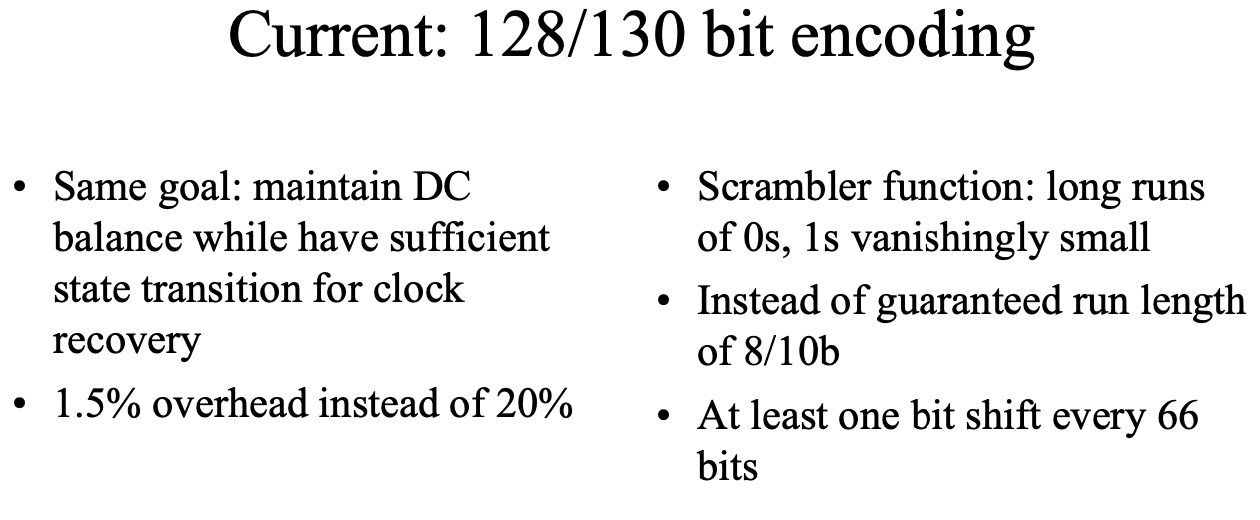 Current: 128/130 bit encoding
• Same goal: maintain DC
balance while have sufficient
state transition for clock
recovery
• 1.5% overhead instead of 20%
• Scrambler function: long runs
of 0s, 1s vanishingly small
• Instead of guaranteed run length
of 8/10b
• At least one bit shift every 66
bits